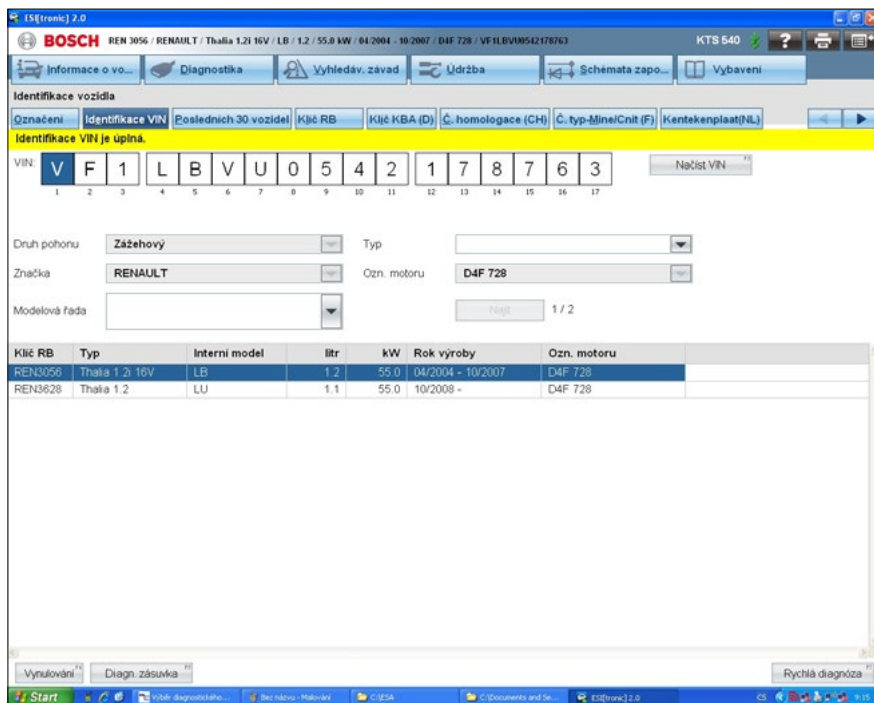 ESI[tronic] 2.0
BOSCH REN 3056 / RENAULT / Thalia 1.2i 16V / LB / 1.2 / 55.0 kW / 04/2004 - 10/2007 / D4F 728 / VF1LBVU0542178763 KTS 540 ?
Informace o vo... Diagnostika Vyhledáv. závad Údržba Schémata zapo... Vybavení
Identifikace vozidla
Označení Identifikace VIN Posledních 30 vozidel Klíč RB Klíč KBA (D) Č. homologace (CH) Č. typ-Mine/Cnit (F) Kentekenplaat(NL)
Identifikace VIN je úplná.
VIN: V F 1 L B V U 0 5 4 2 1 7 8 7 6 3 Načíst VIN
1 2 3 4 5 6 7 8 9 10 11 12 13 14 15 16 17
Druh pohonu Zážehový Typ
Značka RENAULT Ozn. motoru D4F 728
Modelová řada Najít 1 / 2
Klíč RB Typ Interní model litr kW Rok výroby Ozn. motoru
REN3056 Thalia 1.2i 16V LB 1.2 55.0 04/2004 - 10/2007 D4F 728
REN3628 Thalia 1.2 LU 1.1 55.0 10/2008 - D4F 728
Vynulování Diagn. zásuvka Rychlá diagnóza
Start Výběr diagnostického... Bez názvu - Malování C:\ESA C:\Documents and Se... ESI[tronic] 2.0 CS 9:15